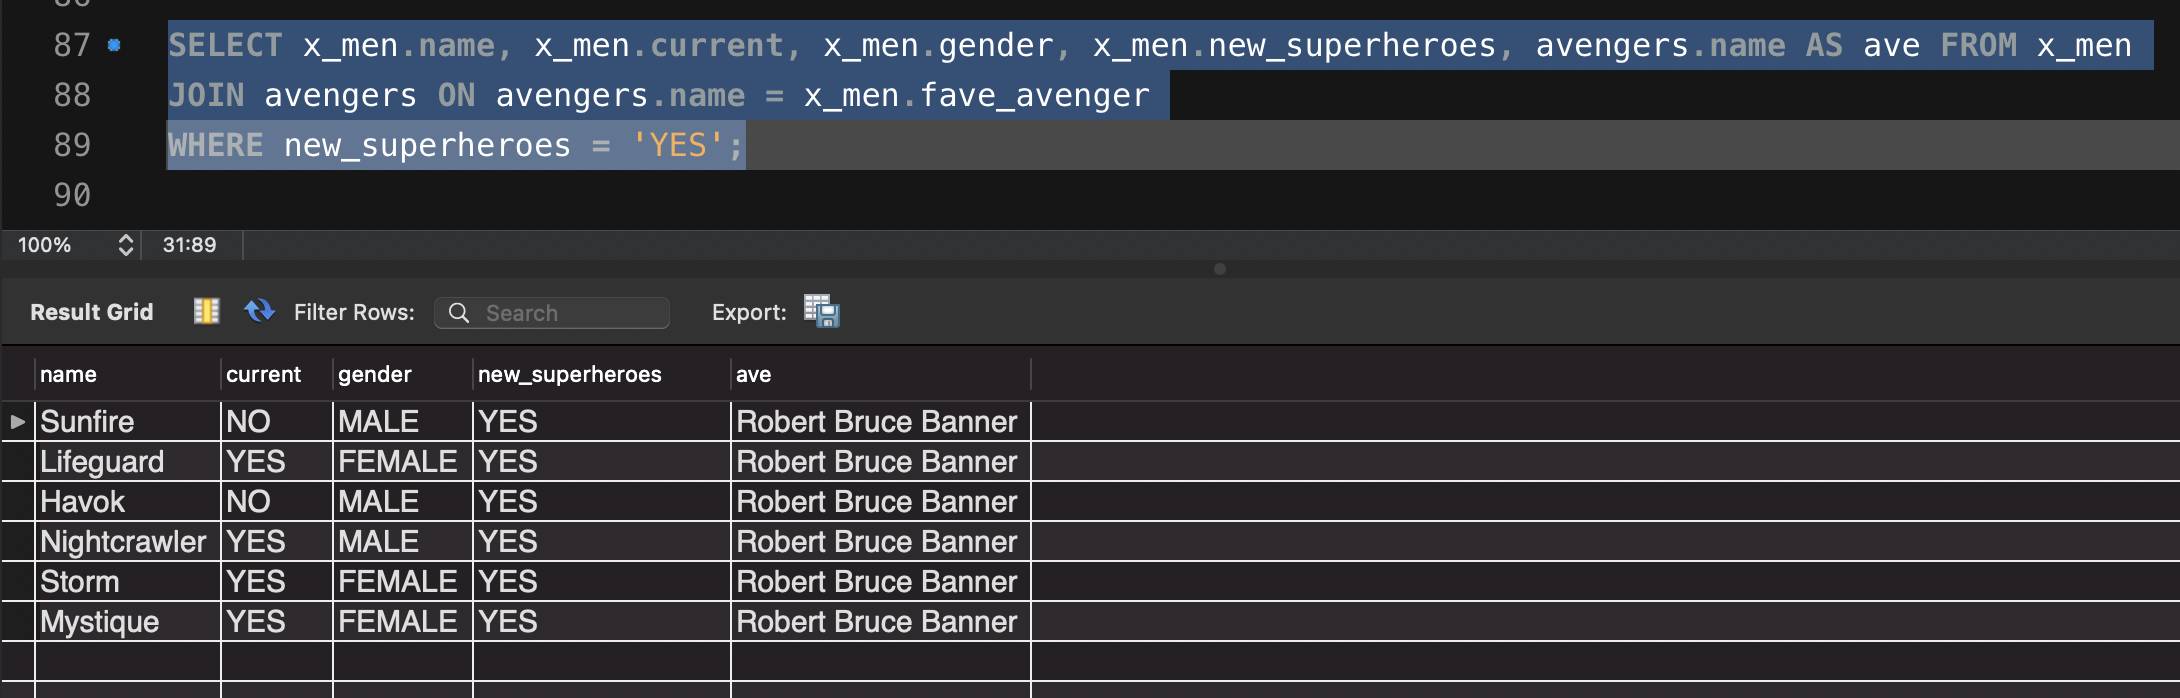 86
87 SELECT x_men.name, x_men.current, x_men.gender, x_men.new_superheroes, avengers.name AS ave FROM x_men
88 JOIN avengers ON avengers.name = x_men.fave_avenger
89 WHERE new_superheroes = 'YES';
90
100% 31:89
Result Grid Filter Rows: Search Export:
name current gender new_superheroes ave
Sunfire NO MALE YES Robert Bruce Banner
Lifeguard YES FEMALE YES Robert Bruce Banner
Havok NO MALE YES Robert Bruce Banner
Nightcrawler YES MALE YES Robert Bruce Banner
Storm YES FEMALE YES Robert Bruce Banner
Mystique YES FEMALE YES Robert Bruce Banner